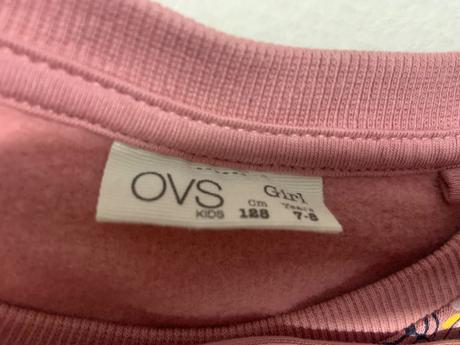 OVS Girl
KIDS Cm Years
128 7-8